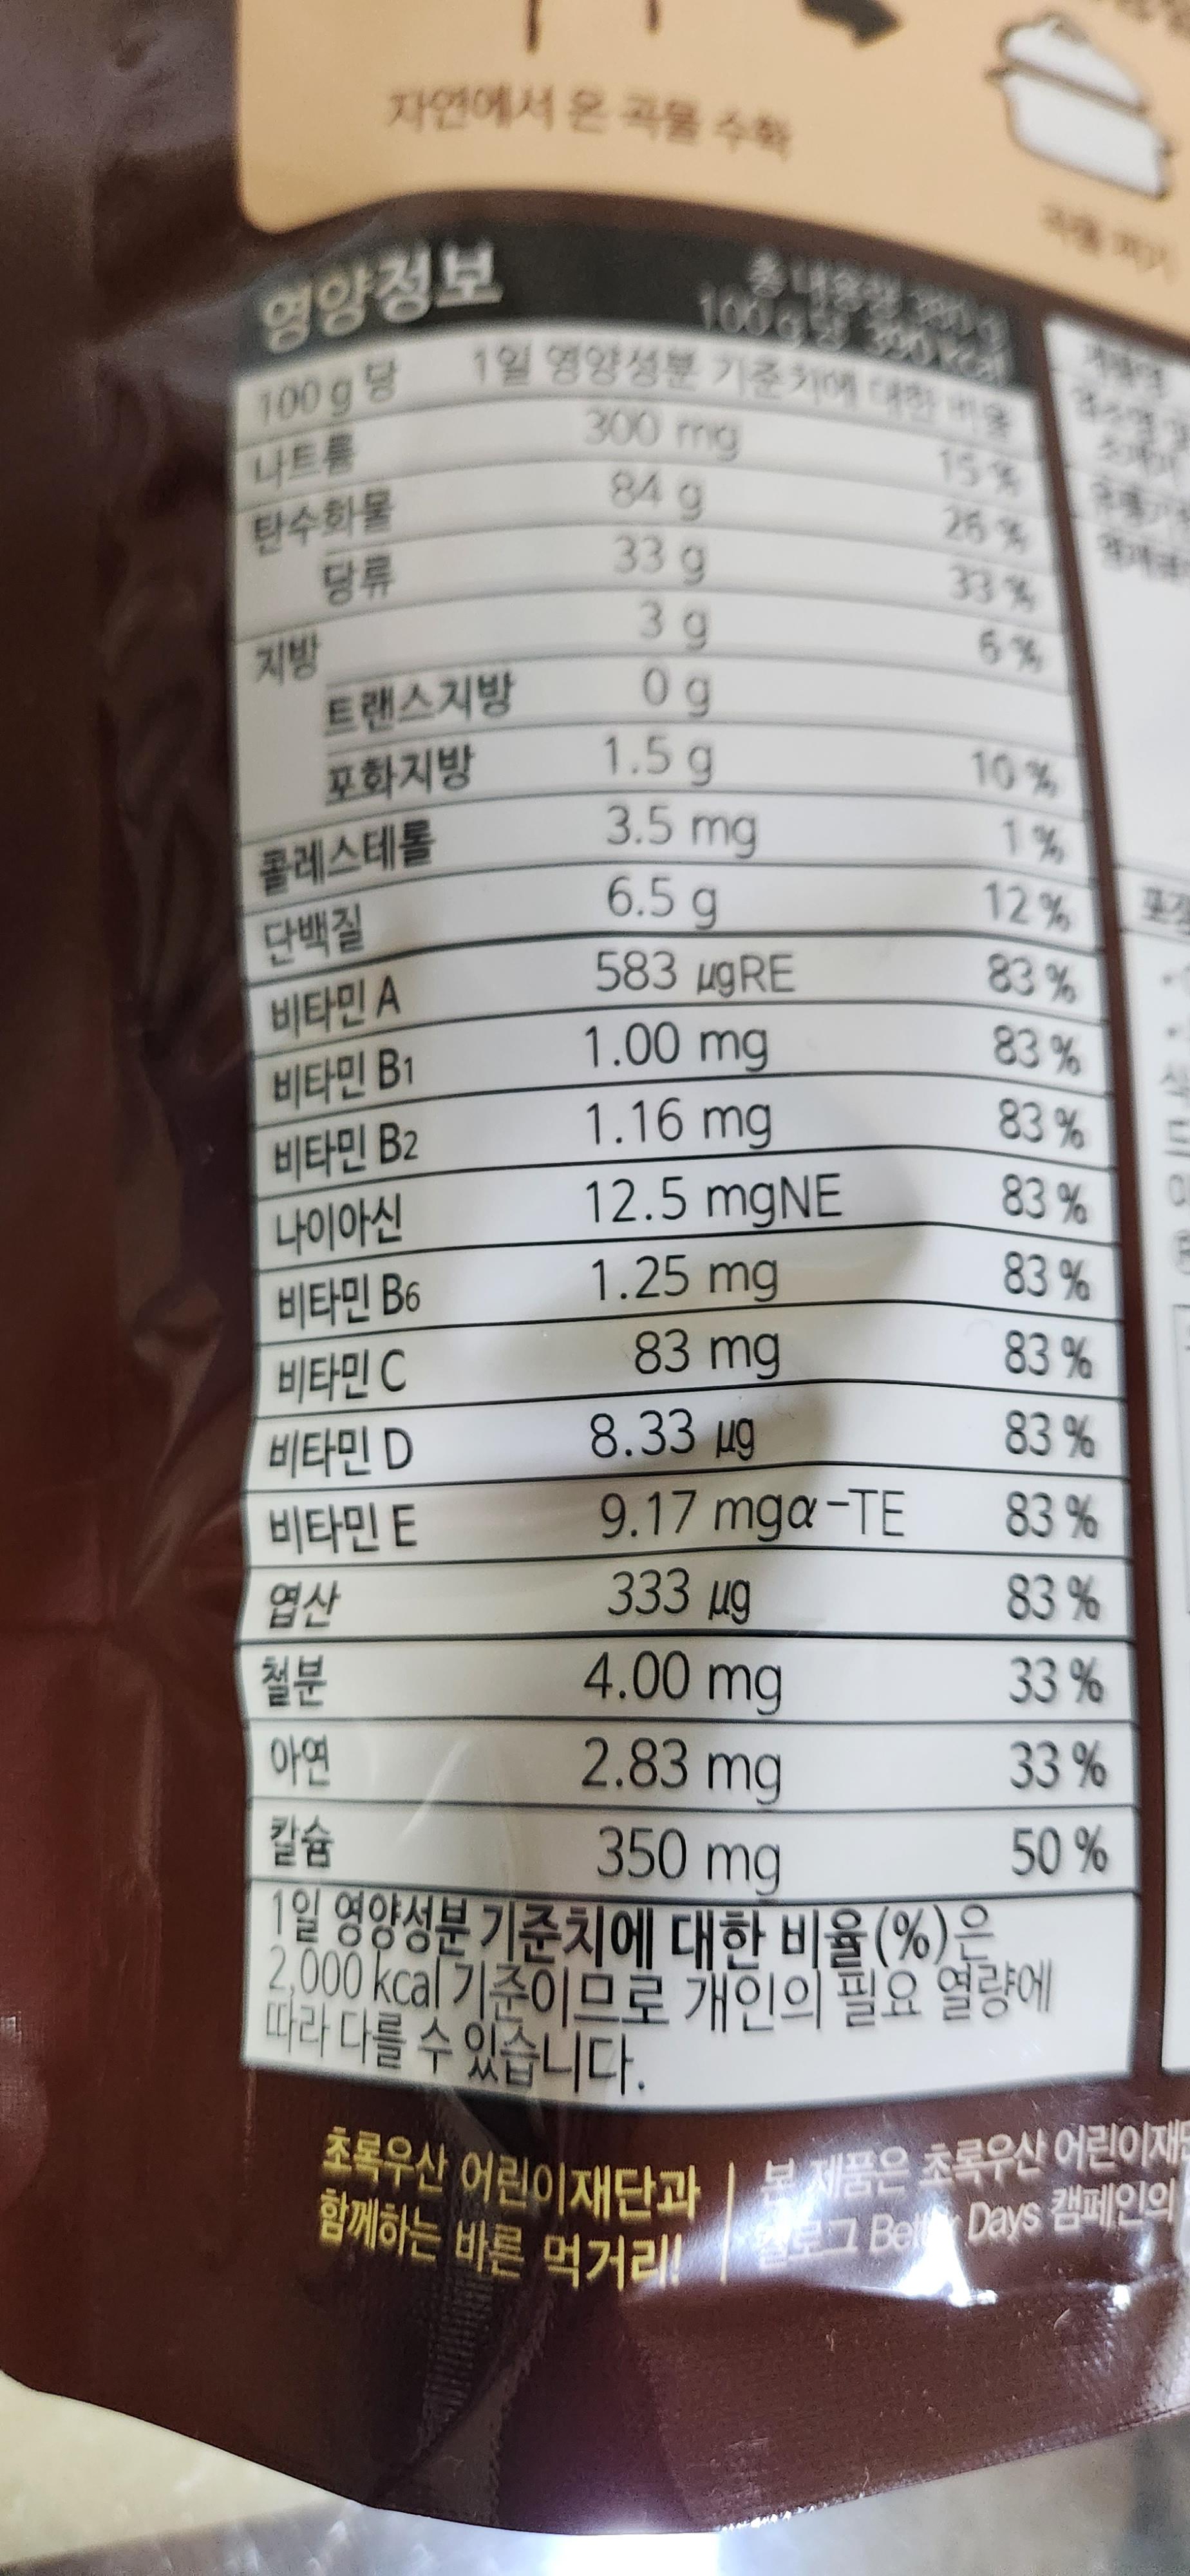 자연에서 온 곡물 수확
영양정보
총 내용량
100 g당 390 kcal
100 g 당 1일 영양성분 기준치에 대한 비율
나트륨 300 mg 15 %
탄수화물 84 g 26 %
당류 33 g 33 %
지방 3 g 6 %
트랜스지방 0 g
포화지방 1.5 g 10 %
콜레스테롤 3.5 mg 1 %
단백질 6.5 g 12 %
비타민 A 583 µgRE 83 %
비타민 B1 1.00 mg 83 %
비타민 B2 1.16 mg 83 %
나이아신 12.5 mgNE 83 %
비타민 B6 1.25 mg 83 %
비타민 C 83 mg 83 %
비타민 D 8.33 µg 83 %
비타민 E 9.17 mgα-TE 83 %
엽산 333 µg 83 %
철분 4.00 mg 33 %
아연 2.83 mg 33 %
칼슘 350 mg 50 %
1일 영양성분 기준치에 대한 비율(%)은
2,000 kcal 기준이므로 개인의 필요 열량에
따라 다를 수 있습니다.
초록우산 어린이재단과
함께하는 바른 먹거리!
본 제품은 초록우산 어린이재단
켈로그 Better Days 캠페인의